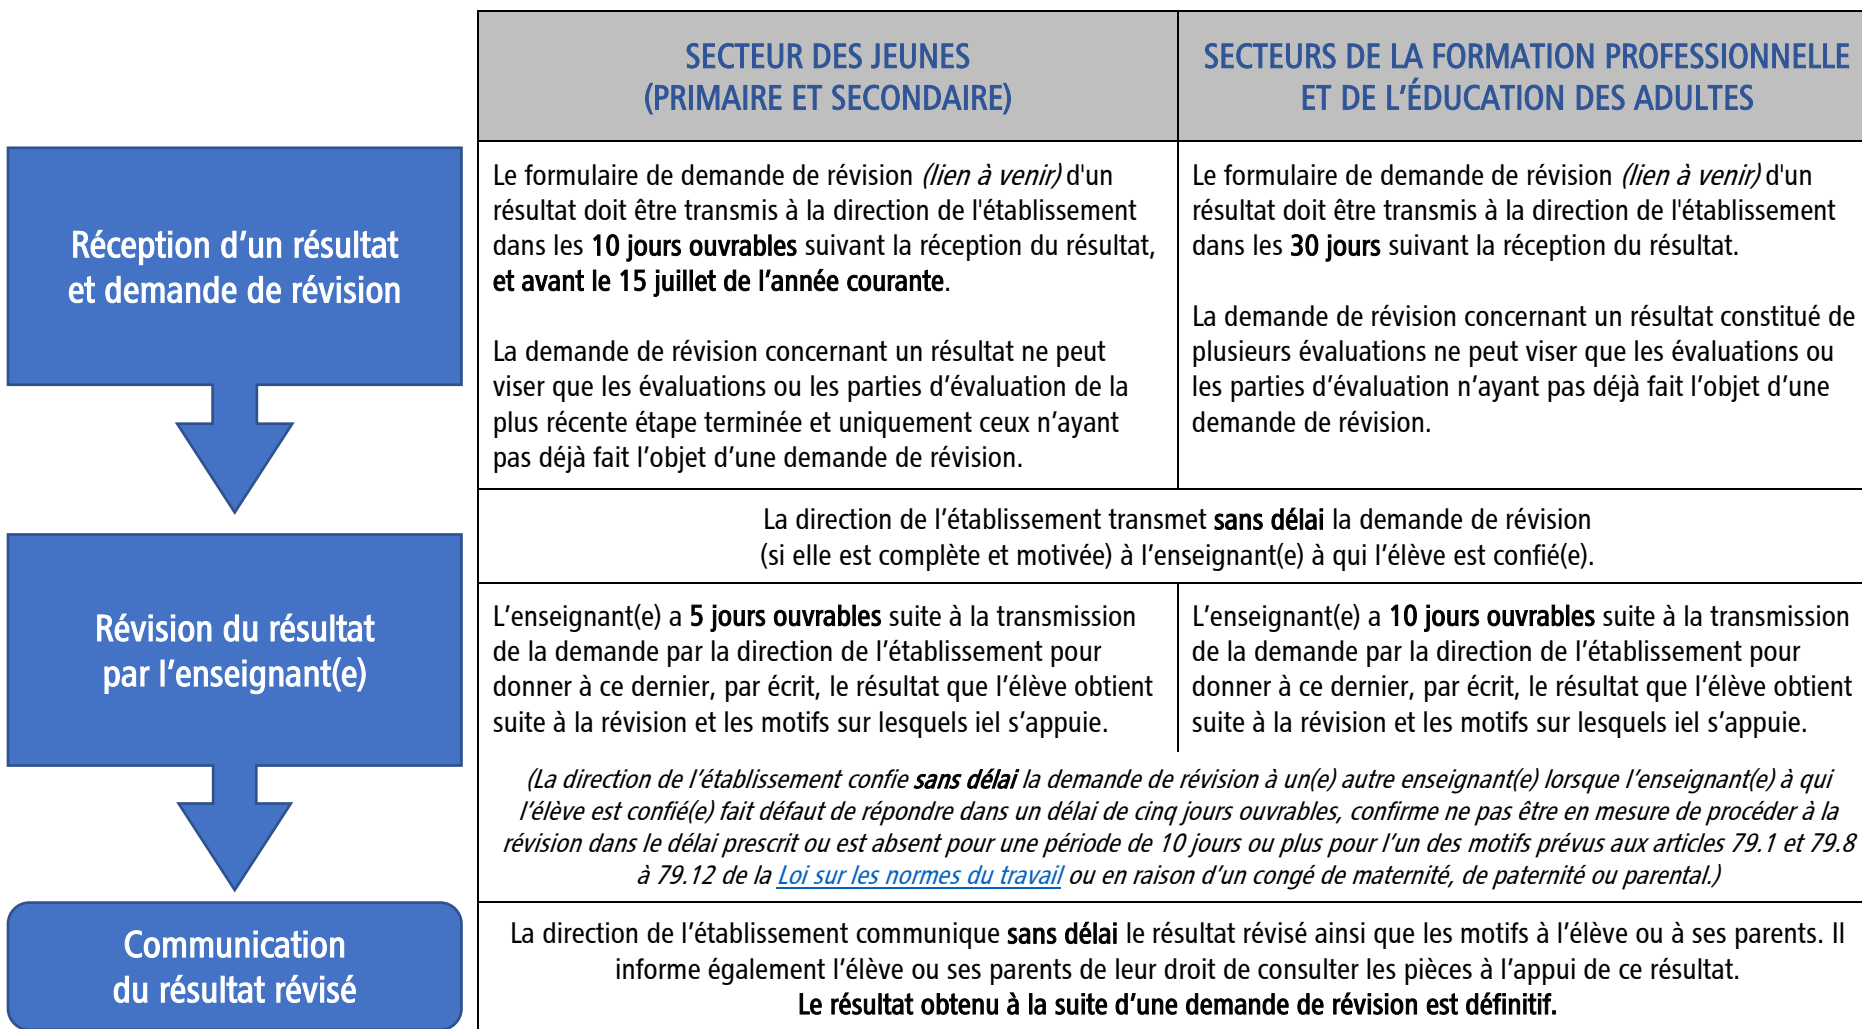 SECTEUR DES JEUNES
(PRIMAIRE ET SECONDAIRE)
SECTEURS DE LA FORMATION PROFESSIONNELLE
ET DE L’ÉDUCATION DES ADULTES
Réception d’un résultat
et demande de révision
Le formulaire de demande de révision (lien à venir) d'un
résultat doit être transmis à la direction de l'établissement
dans les 10 jours ouvrables suivant la réception du résultat,
et avant le 15 juillet de l’année courante.
La demande de révision concernant un résultat ne peut
viser que les évaluations ou les parties d’évaluation de la
plus récente étape terminée et uniquement ceux n’ayant
pas déjà fait l’objet d’une demande de révision.
Le formulaire de demande de révision (lien à venir) d'un
résultat doit être transmis à la direction de l'établissement
dans les 30 jours suivant la réception du résultat.
La demande de révision concernant un résultat constitué de
plusieurs évaluations ne peut viser que les évaluations ou
les parties d’évaluation n’ayant pas déjà fait l’objet d’une
demande de révision.
La direction de l’établissement transmet sans délai la demande de révision
(si elle est complète et motivée) à l’enseignant(e) à qui l’élève est confié(e).
Révision du résultat
par l’enseignant(e)
L’enseignant(e) a 5 jours ouvrables suite à la transmission
de la demande par la direction de l’établissement pour
donner à ce dernier, par écrit, le résultat que l’élève obtient
suite à la révision et les motifs sur lesquels iel s’appuie.
L’enseignant(e) a 10 jours ouvrables suite à la transmission
de la demande par la direction de l’établissement pour
donner à ce dernier, par écrit, le résultat que l’élève obtient
suite à la révision et les motifs sur lesquels iel s’appuie.
(La direction de l’établissement confie sans délai la demande de révision à un(e) autre enseignant(e) lorsque l’enseignant(e) à qui
l’élève est confié(e) fait défaut de répondre dans un délai de cinq jours ouvrables, confirme ne pas être en mesure de procéder à la
révision dans le délai prescrit ou est absent pour une période de 10 jours ou plus pour l’un des motifs prévus aux articles 79.1 et 79.8
à 79.12 de la Loi sur les normes du travail ou en raison d’un congé de maternité, de paternité ou parental.)
Communication
du résultat révisé
La direction de l’établissement communique sans délai le résultat révisé ainsi que les motifs à l’élève ou à ses parents. Il
informe également l’élève ou ses parents de leur droit de consulter les pièces à l’appui de ce résultat.
Le résultat obtenu à la suite d’une demande de révision est définitif.